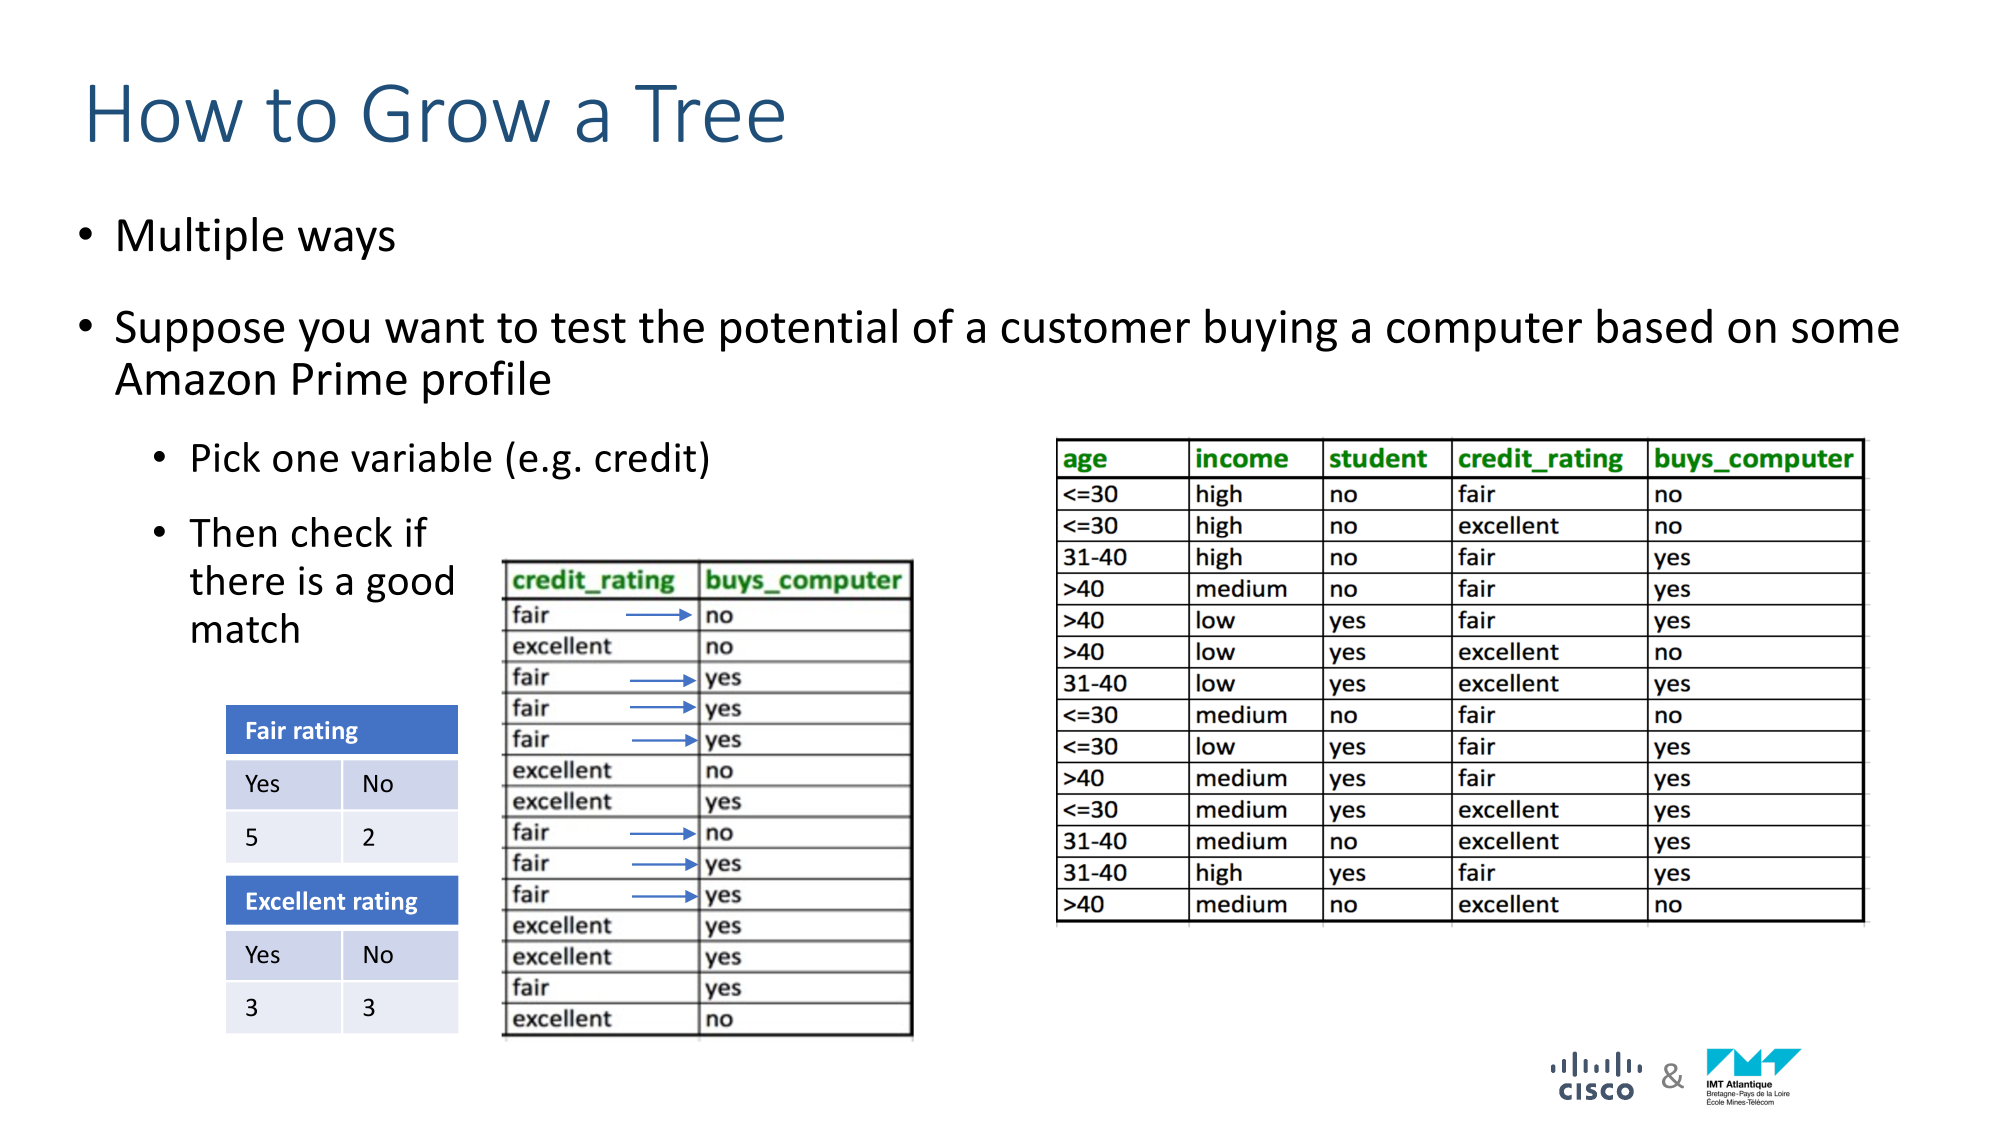 How to Grow a Tree
• Multiple ways
• Suppose you want to test the potential of a customer buying a computer based on some
Amazon Prime profile
• Pick one variable (e.g. credit)
• Then check if
there is a good
match
Fair rating
Yes No
5 2
Excellent rating
Yes No
3 3
credit_rating buys_computer
fair no
excellent no
fair yes
fair yes
fair yes
excellent no
excellent yes
fair no
fair yes
fair yes
excellent yes
excellent yes
fair yes
excellent no
age income student credit_rating buys_computer
<=30 high no fair no
<=30 high no excellent no
31-40 high no fair yes
>40 medium no fair yes
>40 low yes fair yes
>40 low yes excellent no
31-40 low yes excellent yes
<=30 medium no fair no
<=30 low yes fair yes
>40 medium yes fair yes
<=30 medium yes excellent yes
31-40 medium no excellent yes
31-40 high yes fair yes
>40 medium no excellent no
CISCO & IMT Atlantique
Bretagne-Pays de la Loire
École Mines-Télécom